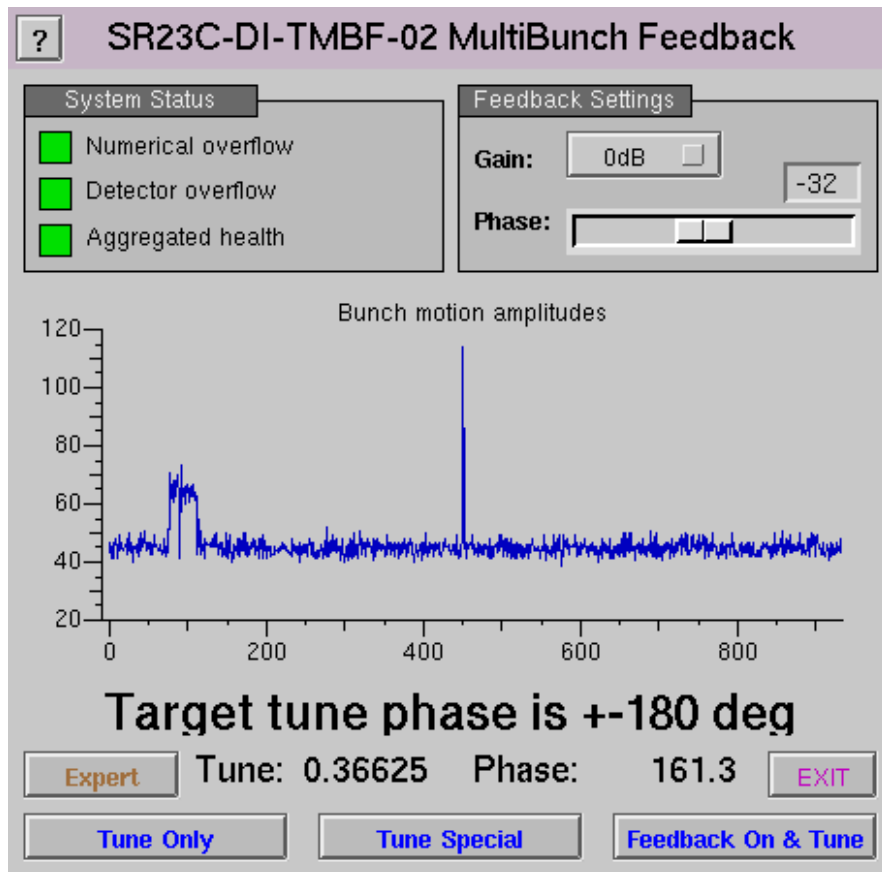 ? SR23C-DI-TMBF-02 MultiBunch Feedback
System Status
Numerical overflow
Detector overflow
Aggregated health
Feedback Settings
Gain: 0dB
-32
Phase:
Bunch motion amplitudes
120
100
80
60
40
20
0 200 400 600 800
Target tune phase is +-180 deg
Expert Tune: 0.36625 Phase: 161.3 EXIT
Tune Only Tune Special Feedback On & Tune